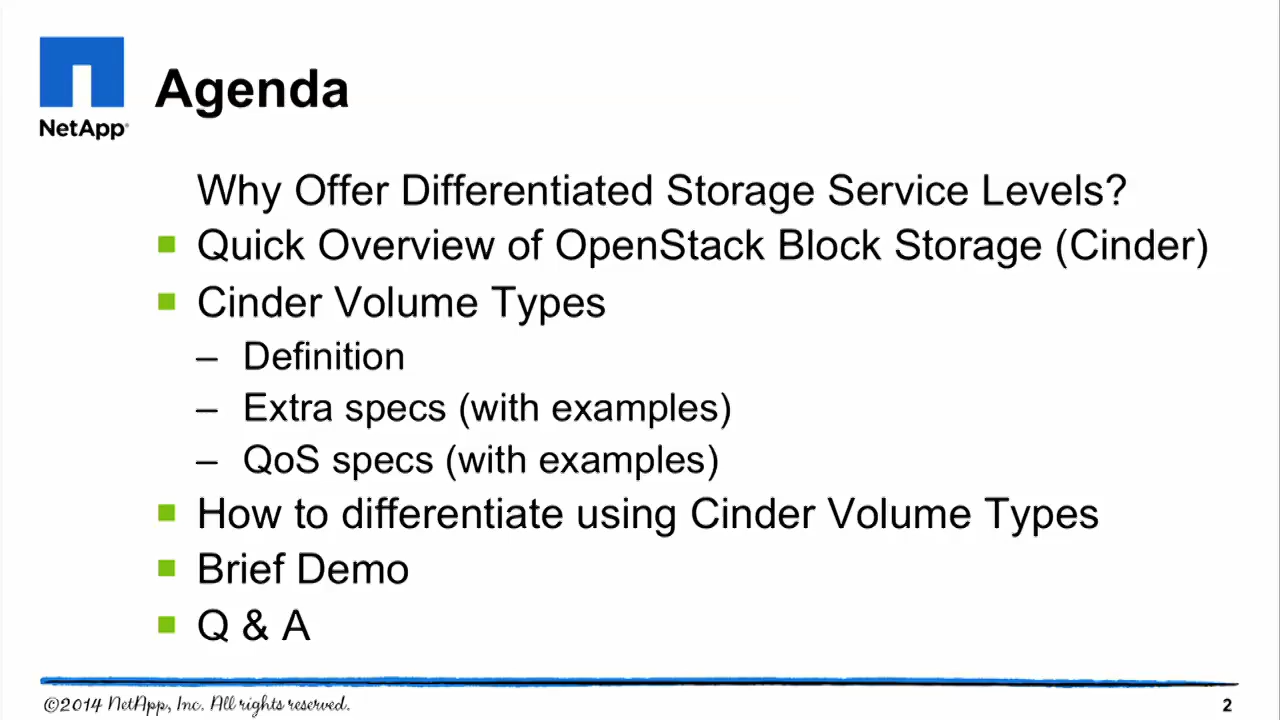 NetApp®
Agenda
Why Offer Differentiated Storage Service Levels?
Quick Overview of OpenStack Block Storage (Cinder)
Cinder Volume Types
– Definition
– Extra specs (with examples)
– QoS specs (with examples)
How to differentiate using Cinder Volume Types
Brief Demo
Q & A
©2014 NetApp, Inc. All rights reserved.
2